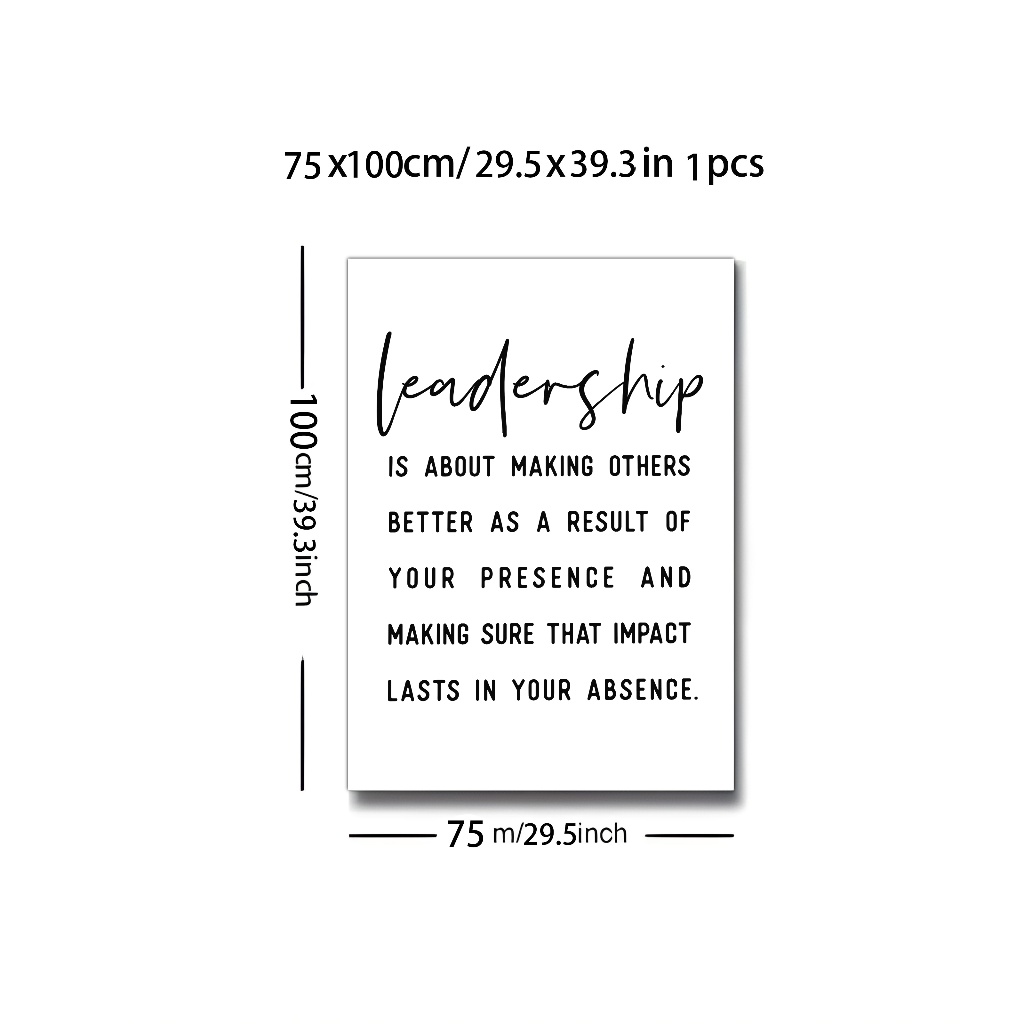 75x100cm/ 29.5x39.3in 1pcs
100cm/39.3inch
leadership
IS ABOUT MAKING OTHERS
BETTER AS A RESULT OF
YOUR PRESENCE AND
MAKING SURE THAT IMPACT
LASTS IN YOUR ABSENCE.
75 m/29.5inch